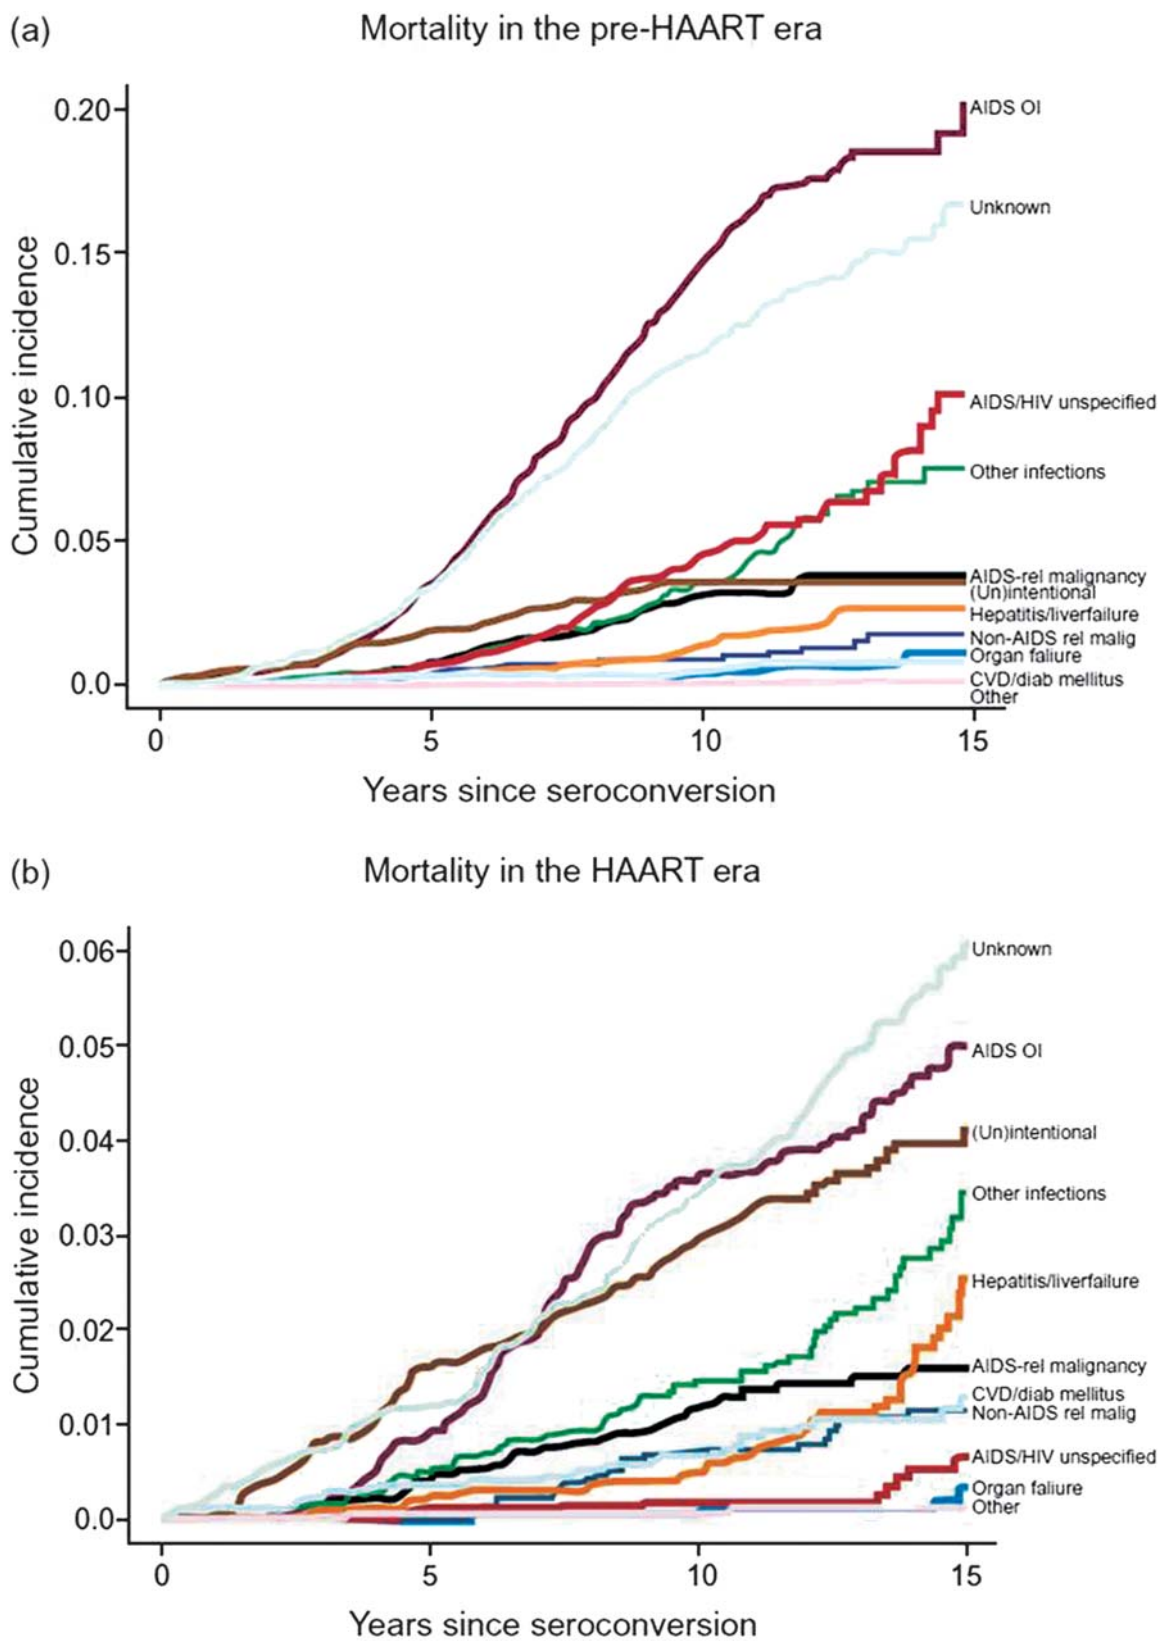 (a)
Mortality in the pre-HAART era
0.20
0.15
0.10
0.05
0.0
Cumulative incidence
AIDS OI
Unknown
AIDS/HIV unspecified
Other infections
AIDS-rel malignancy
(Un)intentional
Hepatitis/liverfailure
Non-AIDS rel malig
Organ faliure
CVD/diab mellitus
Other
0 5 10 15
Years since seroconversion
(b)
Mortality in the HAART era
0.06
0.05
0.04
0.03
0.02
0.01
0.0
Cumulative incidence
Unknown
AIDS OI
(Un)intentional
Other infections
Hepatitis/liverfailure
AIDS-rel malignancy
CVD/diab mellitus
Non-AIDS rel malig
AIDS/HIV unspecified
Organ faliure
Other
0 5 10 15
Years since seroconversion